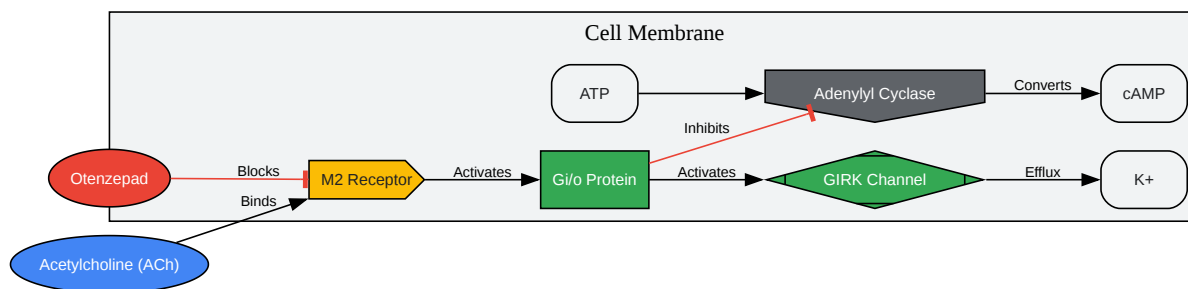 Cell Membrane
ATP
Adenylyl Cyclase
Converts
cAMP
Inhibits
Otenzepad
Blocks
M2 Receptor
Activates
Gi/o Protein
Activates
GIRK Channel
Efflux
K+
Binds
Acetylcholine (ACh)